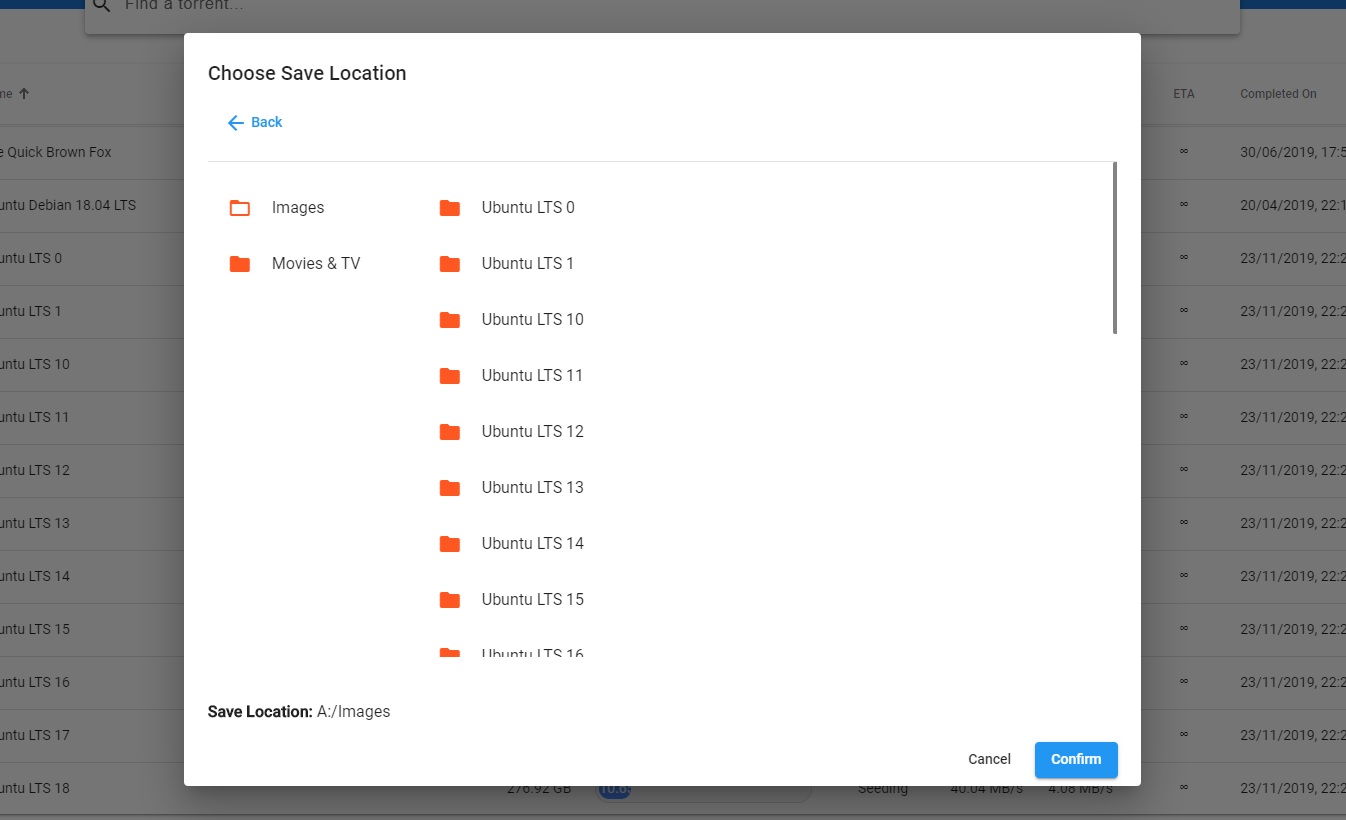 Find a torrent...
Choose Save Location
Back
me ETA Completed On
Images Ubuntu LTS 0
Movies & TV Ubuntu LTS 1
Ubuntu LTS 10
Ubuntu LTS 11
Ubuntu LTS 12
Ubuntu LTS 13
Ubuntu LTS 14
Ubuntu LTS 15
Ubuntu LTS 16
Save Location: A:/Images
Cancel Confirm
e Quick Brown Fox ∞ 30/06/2019, 17:5
untu Debian 18.04 LTS ∞ 20/04/2019, 22:1
untu LTS 0 ∞ 23/11/2019, 22:2
untu LTS 1 ∞ 23/11/2019, 22:2
untu LTS 10 ∞ 23/11/2019, 22:2
untu LTS 11 ∞ 23/11/2019, 22:2
untu LTS 12 ∞ 23/11/2019, 22:2
untu LTS 13 ∞ 23/11/2019, 22:2
untu LTS 14 ∞ 23/11/2019, 22:2
untu LTS 15 ∞ 23/11/2019, 22:2
untu LTS 16 ∞ 23/11/2019, 22:2
untu LTS 17 ∞ 23/11/2019, 22:2
untu LTS 18 276.92 GB Seeding 40.04 MB/s 4.08 MB/s ∞ 23/11/2019, 22:2